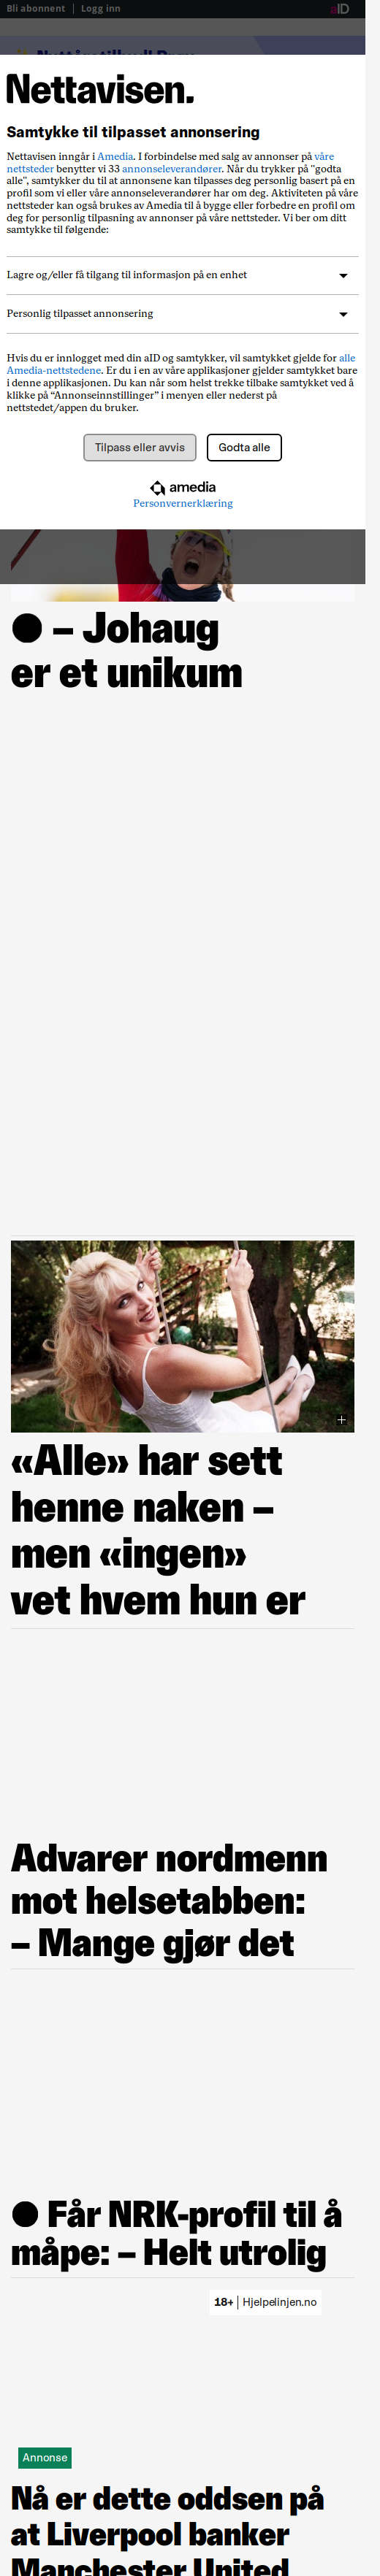 Bli abonnent | Logg inn
aID
Nettavisen.
Samtykke til tilpasset annonsering
Nettavisen inngår i Amedia. I forbindelse med salg av annonser på våre
nettsteder benytter vi 33 annonseleverandører. Når du trykker på "godta
alle", samtykker du til at annonsene kan tilpasses deg personlig basert på en
profil som vi eller våre annonseleverandører har om deg. Aktiviteten på våre
nettsteder kan også brukes av Amedia til å bygge eller forbedre en profil om
deg for personlig tilpasning av annonser på våre nettsteder. Vi ber om ditt
samtykke til følgende:
Lagre og/eller få tilgang til informasjon på en enhet
Personlig tilpasset annonsering
Hvis du er innlogget med din aID og samtykker, vil samtykket gjelde for alle
Amedia-nettstedene. Er du i en av våre applikasjoner gjelder samtykket bare
i denne applikasjonen. Du kan når som helst trekke tilbake samtykket ved å
klikke på “Annonseinnstillinger” i menyen eller nederst på
nettstedet/appen du bruker.
Tilpass eller avvis
Godta alle
amedia
Personvernerklæring
● – Johaug
er et unikum
«Alle» har sett
henne naken –
men «ingen»
vet hvem hun er
Advarer nordmenn
mot helsetabben:
– Mange gjør det
● Får NRK-profil til å
måpe: – Helt utrolig
18+ | Hjelpelinjen.no
Annonse
Nå er dette oddsen på
at Liverpool banker
Manchester United